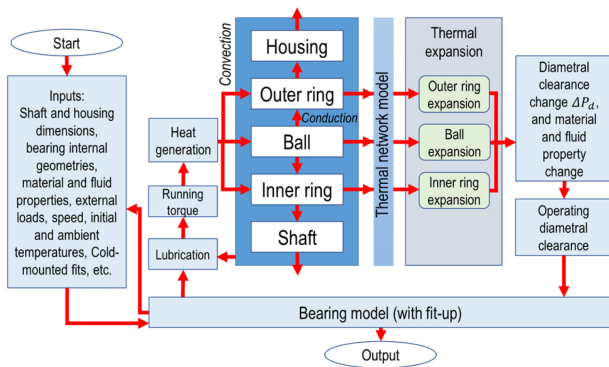 Start
Inputs:
Shaft and housing
dimensions,
bearing internal
geometries,
material and fluid
properties, external
loads, speed, initial
and ambient
temperatures, Cold-
mounted fits, etc.
Heat
generation
Running
torque
Lubrication
Convection
Housing
Outer ring
Conduction
Ball
Inner ring
Shaft
Thermal network model
Thermal
expansion
Outer ring
expansion
Ball
expansion
Inner ring
expansion
Diametral
clearance
change ΔP_d,
and material
and fluid
property
change
Operating
diametral
clearance
Bearing model (with fit-up)
Output